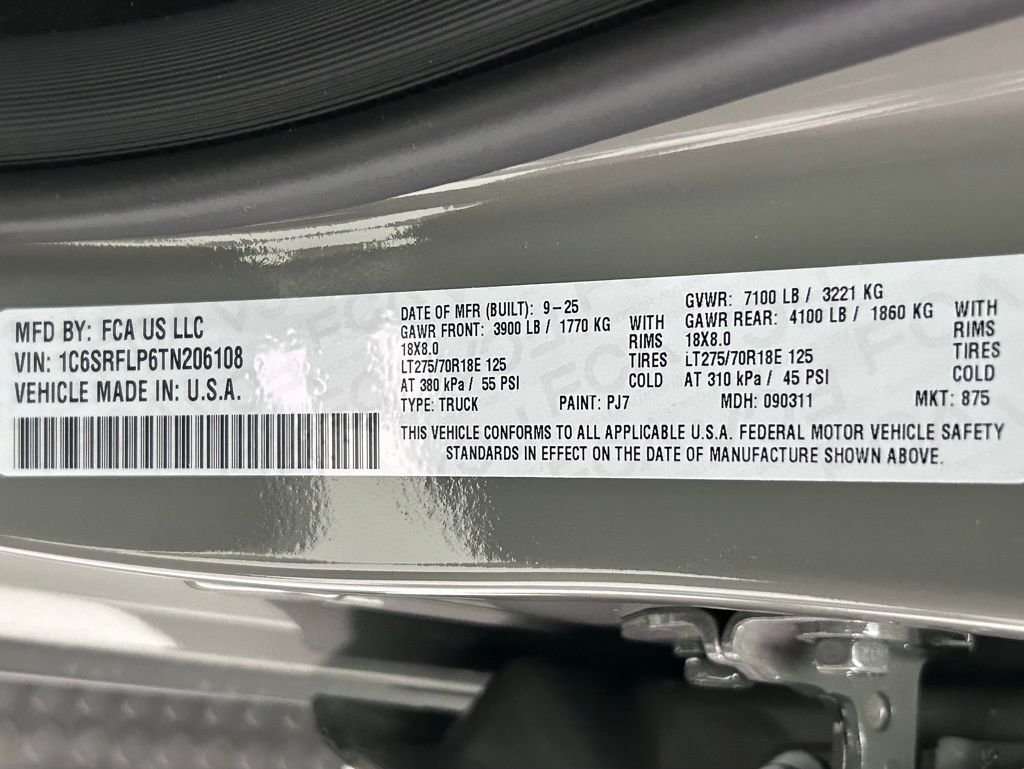 MFD BY: FCA US LLC
VIN: 1C6SRFLP6TN206108
VEHICLE MADE IN: U.S.A.
DATE OF MFR (BUILT): 9-25
GVWR: 7100 LB / 3221 KG
GAWR FRONT: 3900 LB / 1770 KG WITH
18X8.0 RIMS
LT275/70R18E 125 TIRES
AT 380 kPa / 55 PSI COLD
GAWR REAR: 4100 LB / 1860 KG WITH
18X8.0 RIMS
LT275/70R18E 125 TIRES
AT 310 kPa / 45 PSI COLD
TYPE: TRUCK PAINT: PJ7 MDH: 090311 MKT: 875
THIS VEHICLE CONFORMS TO ALL APPLICABLE U.S.A. FEDERAL MOTOR VEHICLE SAFETY
STANDARDS IN EFFECT ON THE DATE OF MANUFACTURE SHOWN ABOVE.